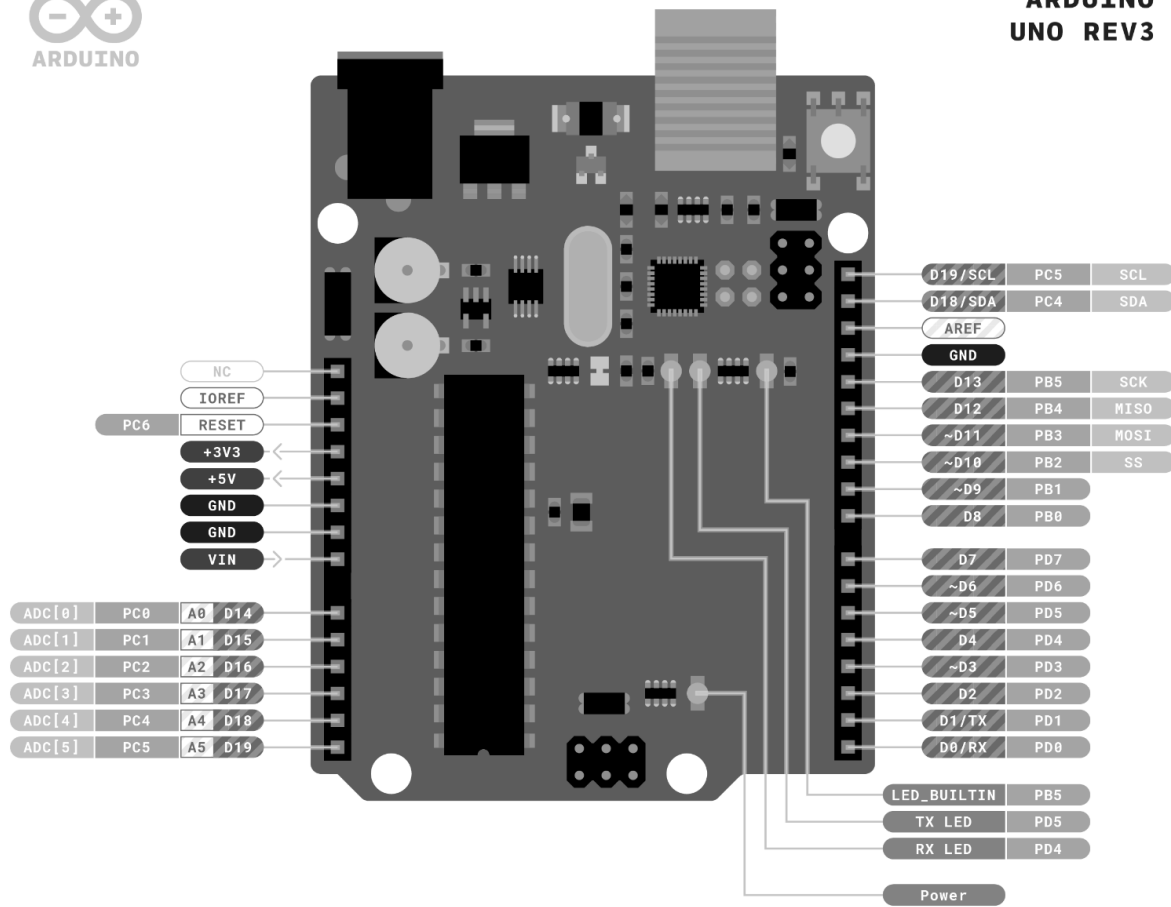 ARDUINO
UNO REV3
ARDUINO
D19/SCL PC5 SCL
D18/SDA PC4 SDA
AREF
GND
D13 PB5 SCK
D12 PB4 MISO
~D11 PB3 MOSI
~D10 PB2 SS
~D9 PB1
D8 PB0
D7 PD7
~D6 PD6
~D5 PD5
D4 PD4
~D3 PD3
D2 PD2
D1/TX PD1
D0/RX PD0
NC
IOREF
PC6 RESET
+3V3
+5V
GND
GND
VIN
ADC[0] PC0 A0 D14
ADC[1] PC1 A1 D15
ADC[2] PC2 A2 D16
ADC[3] PC3 A3 D17
ADC[4] PC4 A4 D18
ADC[5] PC5 A5 D19
LED_BUILTIN PB5
TX LED PD5
RX LED PD4
Power